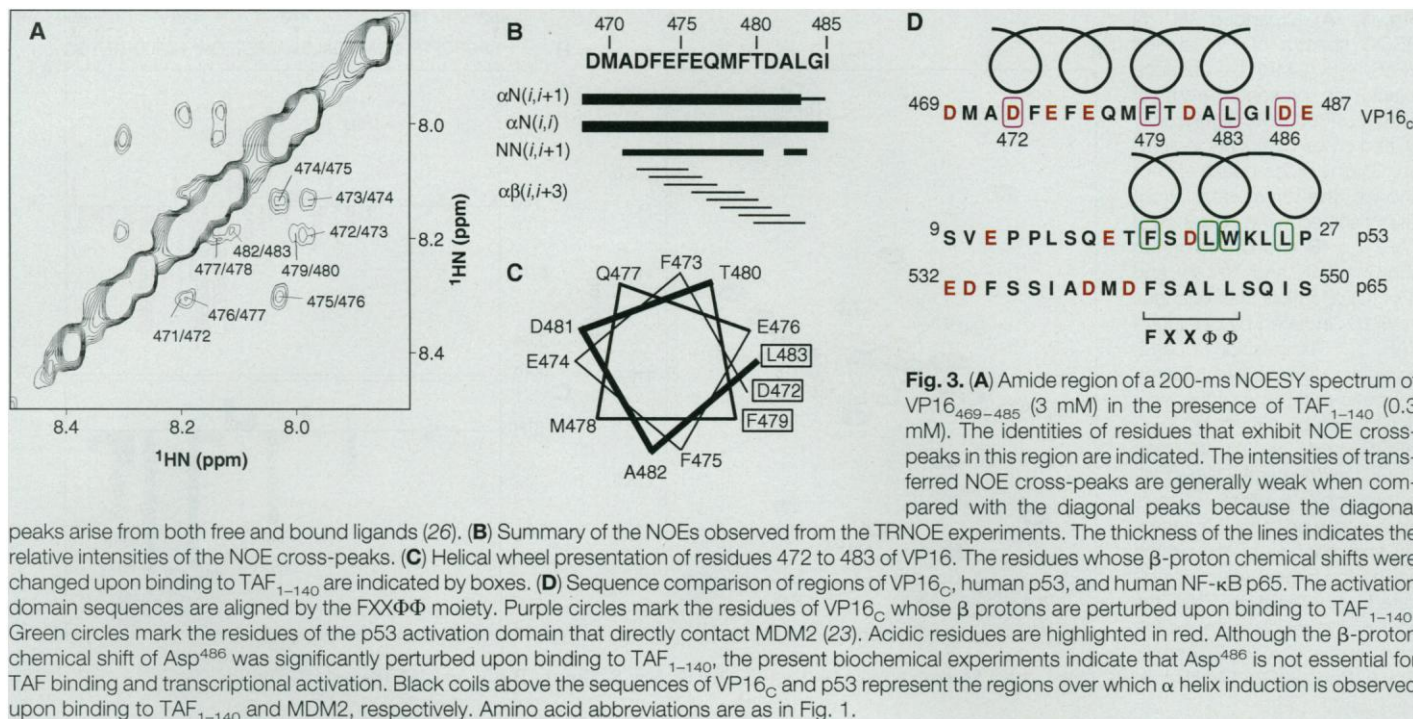 A
8.0
8.2
8.4
474/475
473/474
472/473
482/483
477/478
479/480
476/477
475/476
471/472
8.4
8.2
8.0
¹HN (ppm)
¹HN (ppm)
B
470 475 480 485
DMADFEFEQMFTDALGI
αN(i,i+1)
αN(i,i)
NN(i,i+1)
αβ(i,i+3)
C
F473
Q477
T480
D481
E476
E474
L483
D472
M478
F479
F475
A482
D
469 D M A D F E F E Q M F T D A L G I D E 487 VP16c
472 479 483 486
9 S V E P P L S Q E T F S D L W K L L P 27 p53
532 E D F S S I A D M D F S A L L S Q I S 550 p65
F X X Φ Φ
Fig. 3. (A) Amide region of a 200-ms NOESY spectrum of
VP16₄₆₉₋₄₈₅ (3 mM) in the presence of TAF₁₋₁₄₀ (0.3
mM). The identities of residues that exhibit NOE cross-
peaks in this region are indicated. The intensities of trans-
ferred NOE cross-peaks are generally weak when com-
pared with the diagonal peaks because the diagonal
peaks arise from both free and bound ligands (26). (B) Summary of the NOEs observed from the TRNOE experiments. The thickness of the lines indicates the
relative intensities of the NOE cross-peaks. (C) Helical wheel presentation of residues 472 to 483 of VP16. The residues whose β-proton chemical shifts were
changed upon binding to TAF₁₋₁₄₀ are indicated by boxes. (D) Sequence comparison of regions of VP16C, human p53, and human NF-κB p65. The activation
domain sequences are aligned by the FXXΦΦ moiety. Purple circles mark the residues of VP16C whose β protons are perturbed upon binding to TAF₁₋₁₄₀
Green circles mark the residues of the p53 activation domain that directly contact MDM2 (23). Acidic residues are highlighted in red. Although the β-proton
chemical shift of Asp⁴⁸⁶ was significantly perturbed upon binding to TAF₁₋₁₄₀, the present biochemical experiments indicate that Asp⁴⁸⁶ is not essential for
TAF binding and transcriptional activation. Black coils above the sequences of VP16C and p53 represent the regions over which α helix induction is observed
upon binding to TAF₁₋₁₄₀ and MDM2, respectively. Amino acid abbreviations are as in Fig. 1.